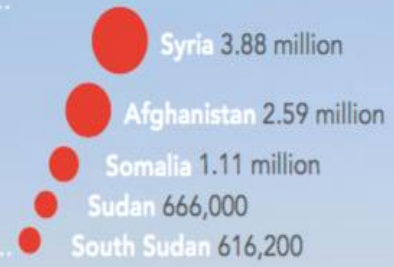 Syria 3.88 million
Afghanistan 2.59 million
Somalia 1.11 million
Sudan 666,000
South Sudan 616,200